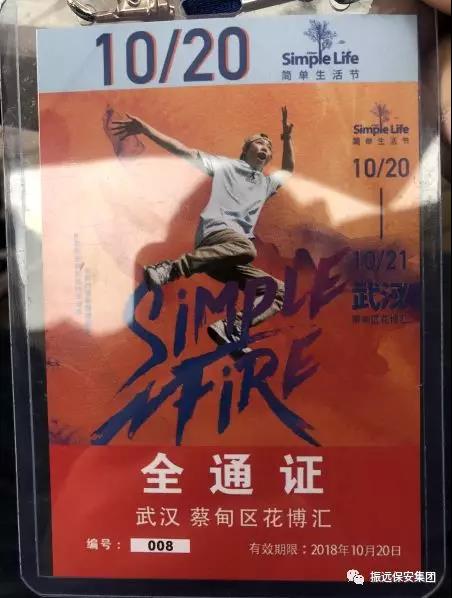 10/20
Simple Life
简单生活节
Simple Life
简单生活节
10/20
10/21
武汉
蔡甸区花博汇
SiMPLE
FiRE
全通证
武汉 蔡甸区花博汇
编号： 008
有效期限：2018年10月20日
振远保安集团